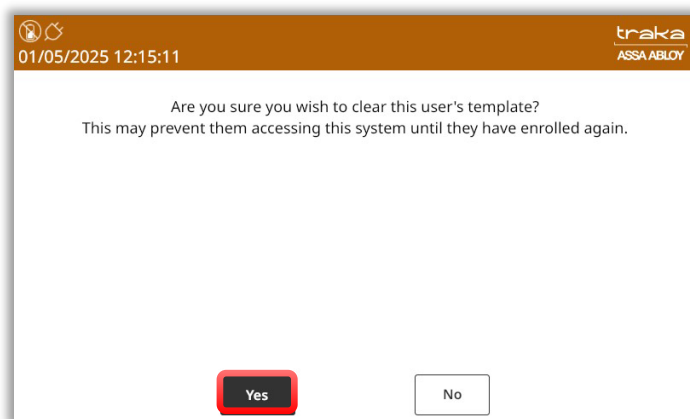 traka
01/05/2025 12:15:11
ASSA ABLOY
Are you sure you wish to clear this user's template?
This may prevent them accessing this system until they have enrolled again.
Yes
No